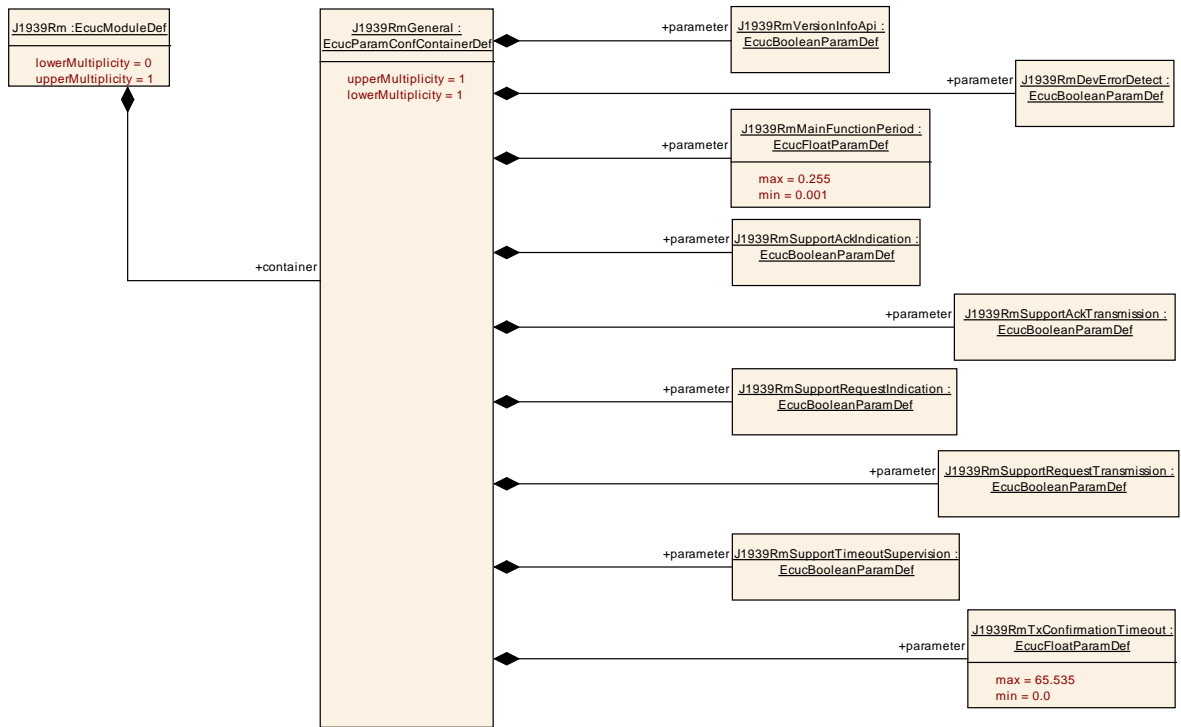 J1939Rm :EcucModuleDef
lowerMultiplicity = 0
upperMultiplicity = 1
+container
J1939RmGeneral :
EcucParamConfContainerDef
upperMultiplicity = 1
lowerMultiplicity = 1
+parameter
J1939RmVersionInfoApi :
EcucBooleanParamDef
+parameter
J1939RmDevErrorDetect :
EcucBooleanParamDef
+parameter
J1939RmMainFunctionPeriod :
EcucFloatParamDef
max = 0.255
min = 0.001
+parameter
J1939RmSupportAckIndication :
EcucBooleanParamDef
+parameter
J1939RmSupportAckTransmission :
EcucBooleanParamDef
+parameter
J1939RmSupportRequestIndication :
EcucBooleanParamDef
+parameter
J1939RmSupportRequestTransmission :
EcucBooleanParamDef
+parameter
J1939RmSupportTimeoutSupervision :
EcucBooleanParamDef
+parameter
J1939RmTxConfirmationTimeout :
EcucFloatParamDef
max = 65.535
min = 0.0